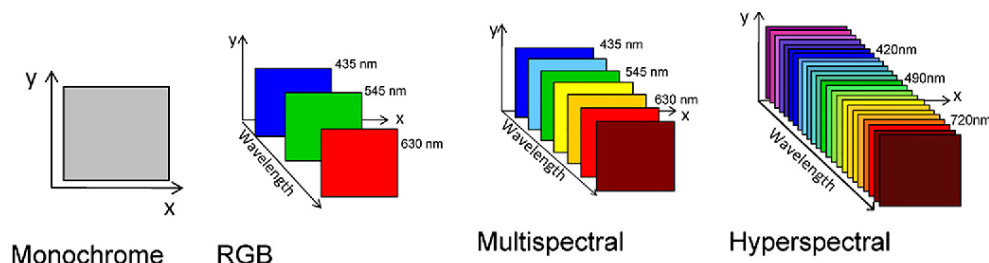 y
x
Monochrome
y
435 nm
545 nm
x
630 nm
Wavelength
RGB
y
435 nm
545 nm
630 nm
x
Wavelength
Multispectral
y
420nm
490nm
x
720nm
Wavelength
Hyperspectral